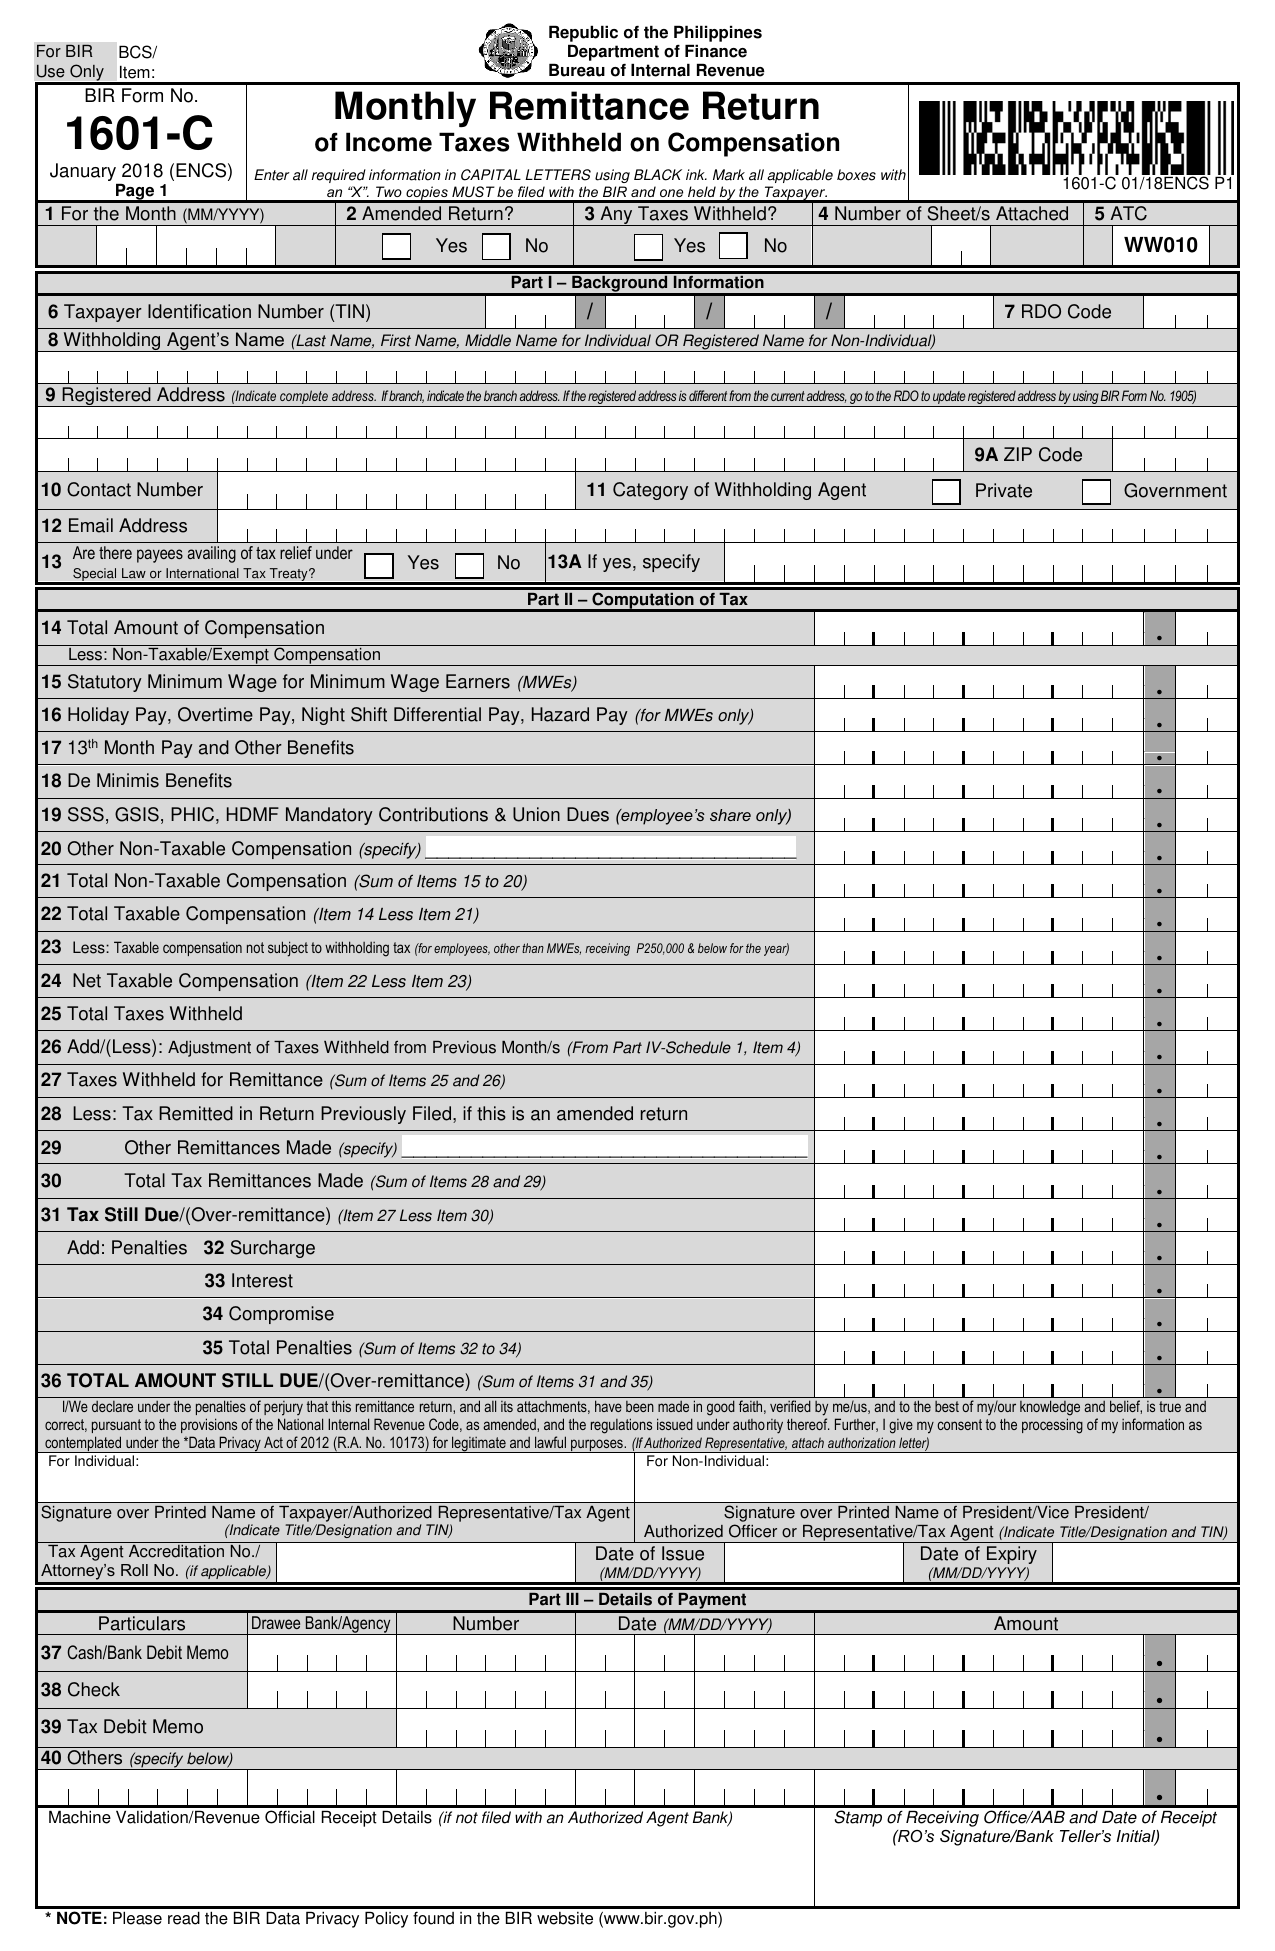 Republic of the Philippines
Department of Finance
Bureau of Internal Revenue
For BIR
Use Only
BCS/
Item:
BIR Form No.
1601-C
January 2018 (ENCS)
Page 1
Monthly Remittance Return
of Income Taxes Withheld on Compensation
Enter all required information in CAPITAL LETTERS using BLACK ink. Mark all applicable boxes with
an “X”. Two copies MUST be filed with the BIR and one held by the Taxpayer.
1601-C 01/18ENCS P1
1 For the Month (MM/YYYY)
2 Amended Return?
Yes No
3 Any Taxes Withheld?
Yes No
4 Number of Sheet/s Attached
5 ATC
WW010
Part I – Background Information
6 Taxpayer Identification Number (TIN) / / /
7 RDO Code
8 Withholding Agent’s Name (Last Name, First Name, Middle Name for Individual OR Registered Name for Non-Individual)
9 Registered Address (Indicate complete address. If branch, indicate the branch address. If the registered address is different from the current address, go to the RDO to update registered address by using BIR Form No. 1905)
9A ZIP Code
10 Contact Number
11 Category of Withholding Agent Private Government
12 Email Address
13 Are there payees availing of tax relief under
Special Law or International Tax Treaty?
Yes No
13A If yes, specify
Part II – Computation of Tax
14 Total Amount of Compensation
Less: Non-Taxable/Exempt Compensation
15 Statutory Minimum Wage for Minimum Wage Earners (MWEs)
16 Holiday Pay, Overtime Pay, Night Shift Differential Pay, Hazard Pay (for MWEs only)
17 13th Month Pay and Other Benefits
18 De Minimis Benefits
19 SSS, GSIS, PHIC, HDMF Mandatory Contributions & Union Dues (employee’s share only)
20 Other Non-Taxable Compensation (specify)
21 Total Non-Taxable Compensation (Sum of Items 15 to 20)
22 Total Taxable Compensation (Item 14 Less Item 21)
23 Less: Taxable compensation not subject to withholding tax (for employees, other than MWEs, receiving P250,000 & below for the year)
24 Net Taxable Compensation (Item 22 Less Item 23)
25 Total Taxes Withheld
26 Add/(Less): Adjustment of Taxes Withheld from Previous Month/s (From Part IV-Schedule 1, Item 4)
27 Taxes Withheld for Remittance (Sum of Items 25 and 26)
28 Less: Tax Remitted in Return Previously Filed, if this is an amended return
29 Other Remittances Made (specify)
30 Total Tax Remittances Made (Sum of Items 28 and 29)
31 Tax Still Due/(Over-remittance) (Item 27 Less Item 30)
Add: Penalties 32 Surcharge
33 Interest
34 Compromise
35 Total Penalties (Sum of Items 32 to 34)
36 TOTAL AMOUNT STILL DUE/(Over-remittance) (Sum of Items 31 and 35)
I/We declare under the penalties of perjury that this remittance return, and all its attachments, have been made in good faith, verified by me/us, and to the best of my/our knowledge and belief, is true and
correct, pursuant to the provisions of the National Internal Revenue Code, as amended, and the regulations issued under authority thereof. Further, I give my consent to the processing of my information as
contemplated under the *Data Privacy Act of 2012 (R.A. No. 10173) for legitimate and lawful purposes. (If Authorized Representative, attach authorization letter)
For Individual:
For Non-Individual:
Signature over Printed Name of Taxpayer/Authorized Representative/Tax Agent
(Indicate Title/Designation and TIN)
Signature over Printed Name of President/Vice President/
Authorized Officer or Representative/Tax Agent (Indicate Title/Designation and TIN)
Tax Agent Accreditation No./
Attorney’s Roll No. (if applicable)
Date of Issue
(MM/DD/YYYY)
Date of Expiry
(MM/DD/YYYY)
Part III – Details of Payment
Particulars Drawee Bank/Agency Number Date (MM/DD/YYYY) Amount
37 Cash/Bank Debit Memo
38 Check
39 Tax Debit Memo
40 Others (specify below)
Machine Validation/Revenue Official Receipt Details (if not filed with an Authorized Agent Bank)
Stamp of Receiving Office/AAB and Date of Receipt
(RO’s Signature/Bank Teller’s Initial)
* NOTE: Please read the BIR Data Privacy Policy found in the BIR website (www.bir.gov.ph)